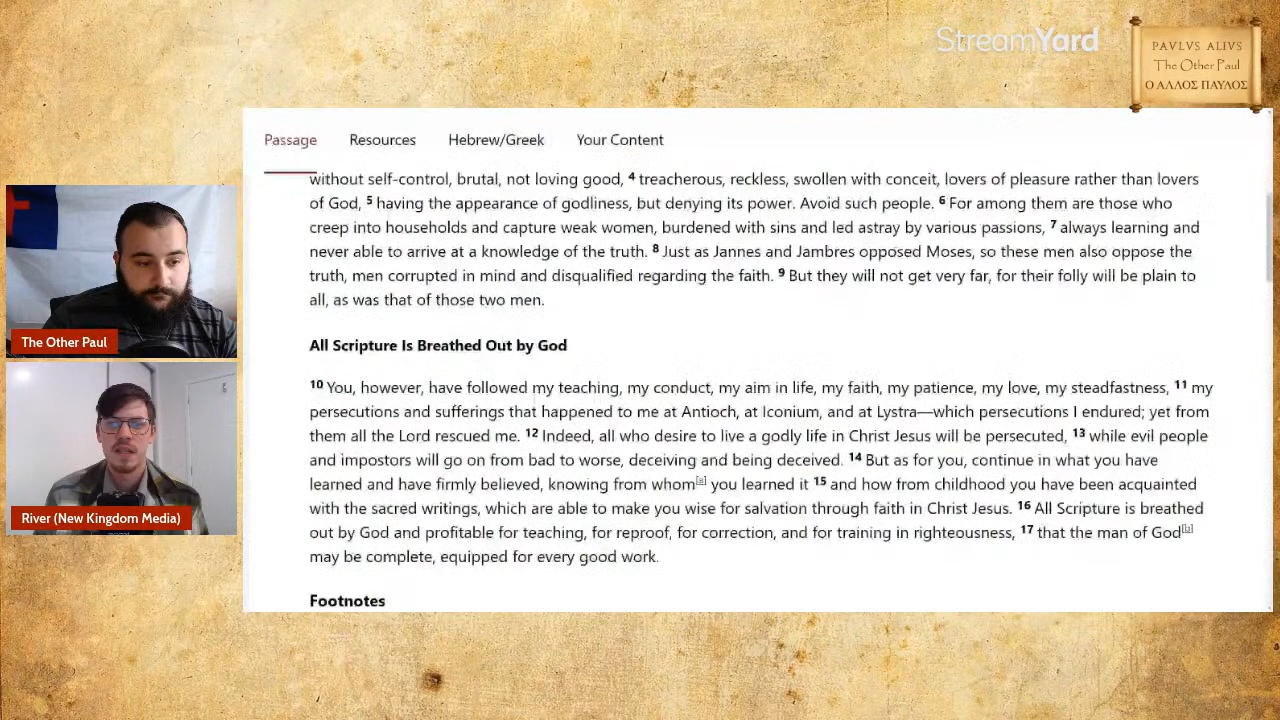 StreamYard
PAVLVS ALIVS
The Other Paul
Ο ΑΛΛΟΣ ΠΑΥΛΟΣ
Passage Resources Hebrew/Greek Your Content
without self-control, brutal, not loving good, 4 treacherous, reckless, swollen with conceit, lovers of pleasure rather than lovers
of God, 5 having the appearance of godliness, but denying its power. Avoid such people. 6 For among them are those who
creep into households and capture weak women, burdened with sins and led astray by various passions, 7 always learning and
never able to arrive at a knowledge of the truth. 8 Just as Jannes and Jambres opposed Moses, so these men also oppose the
truth, men corrupted in mind and disqualified regarding the faith. 9 But they will not get very far, for their folly will be plain to
all, as was that of those two men.
All Scripture Is Breathed Out by God
10 You, however, have followed my teaching, my conduct, my aim in life, my faith, my patience, my love, my steadfastness, 11 my
persecutions and sufferings that happened to me at Antioch, at Iconium, and at Lystra—which persecutions I endured; yet from
them all the Lord rescued me. 12 Indeed, all who desire to live a godly life in Christ Jesus will be persecuted, 13 while evil people
and impostors will go on from bad to worse, deceiving and being deceived. 14 But as for you, continue in what you have
learned and have firmly believed, knowing from whom[a] you learned it 15 and how from childhood you have been acquainted
with the sacred writings, which are able to make you wise for salvation through faith in Christ Jesus. 16 All Scripture is breathed
out by God and profitable for teaching, for reproof, for correction, and for training in righteousness, 17 that the man of God[b]
may be complete, equipped for every good work.
Footnotes
The Other Paul
River (New Kingdom Media)